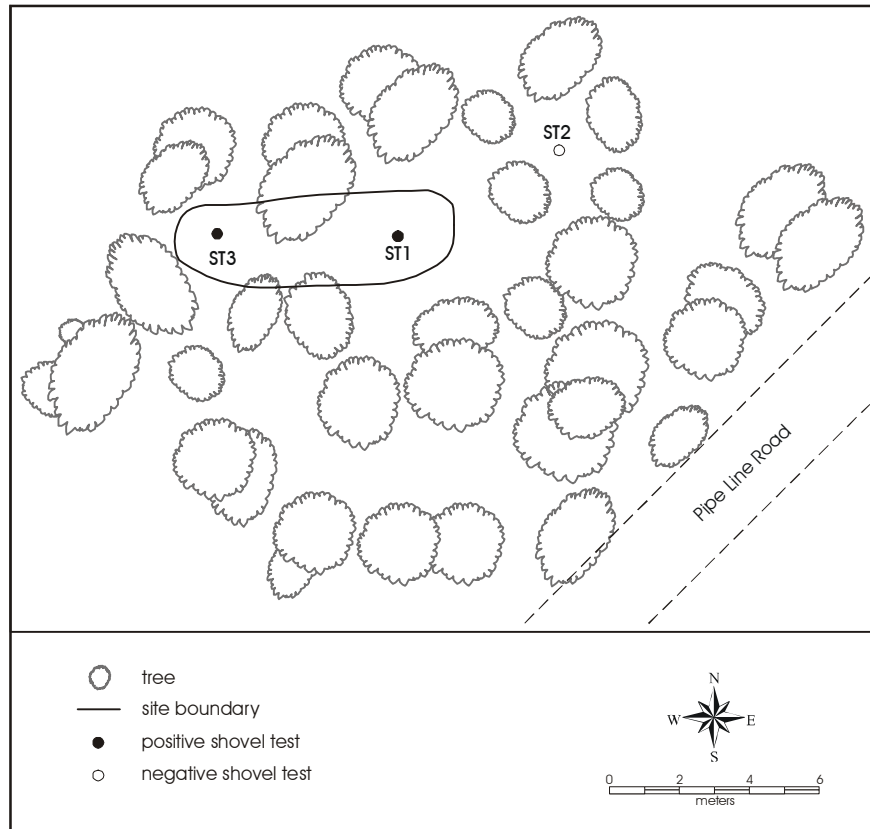 ST2
ST3
ST1
Pipe Line Road
tree
site boundary
positive shovel test
negative shovel test
N
W E
S
0 2 4 6
meters